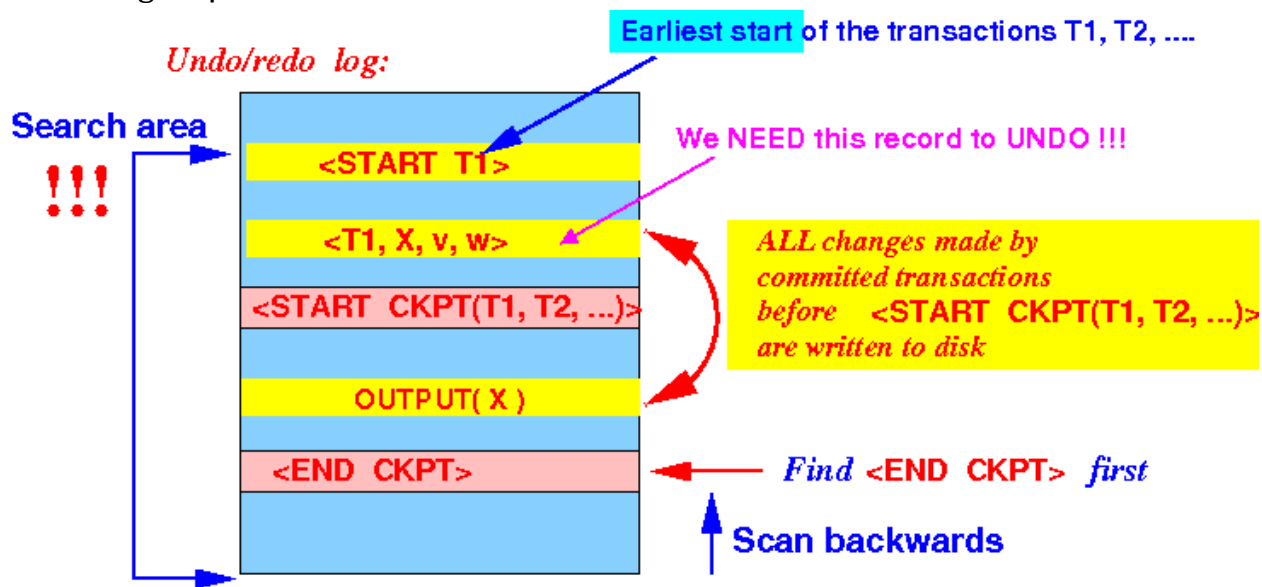 Earliest start of the transactions T1, T2, ....
Undo/redo log:
Search area
!!!
We NEED this record to UNDO !!!
<START T1>
<T1, X, v, w>
ALL changes made by
committed transactions
before <START CKPT(T1, T2, ...)>
are written to disk
<START CKPT(T1, T2, ...)>
OUTPUT( X )
<END CKPT>
Find <END CKPT> first
Scan backwards